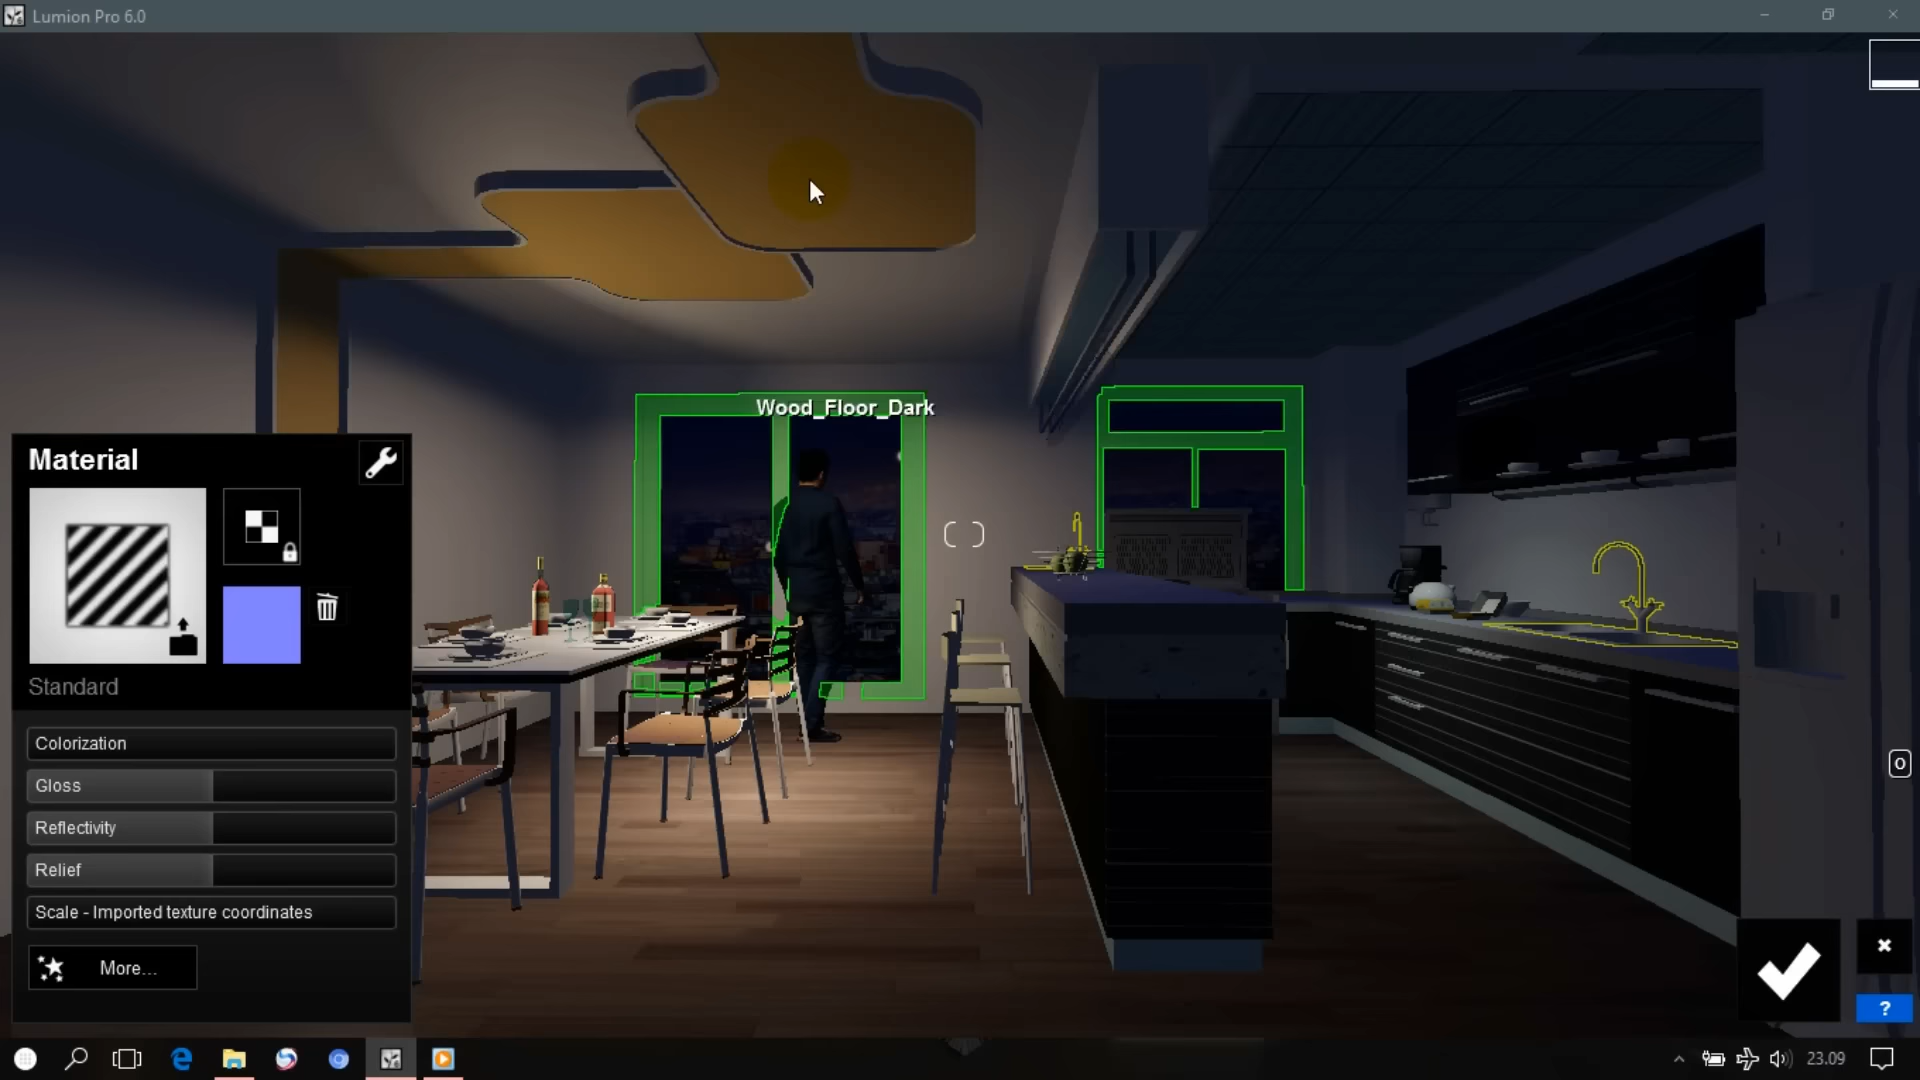 Lumion Pro 6.0
Wood_Floor_Dark
Material
Standard
Colorization
Gloss
Reflectivity
Relief
Scale - Imported texture coordinates
More...
O
?
23.09